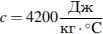 c = 4200 Дж / (кг · °C)